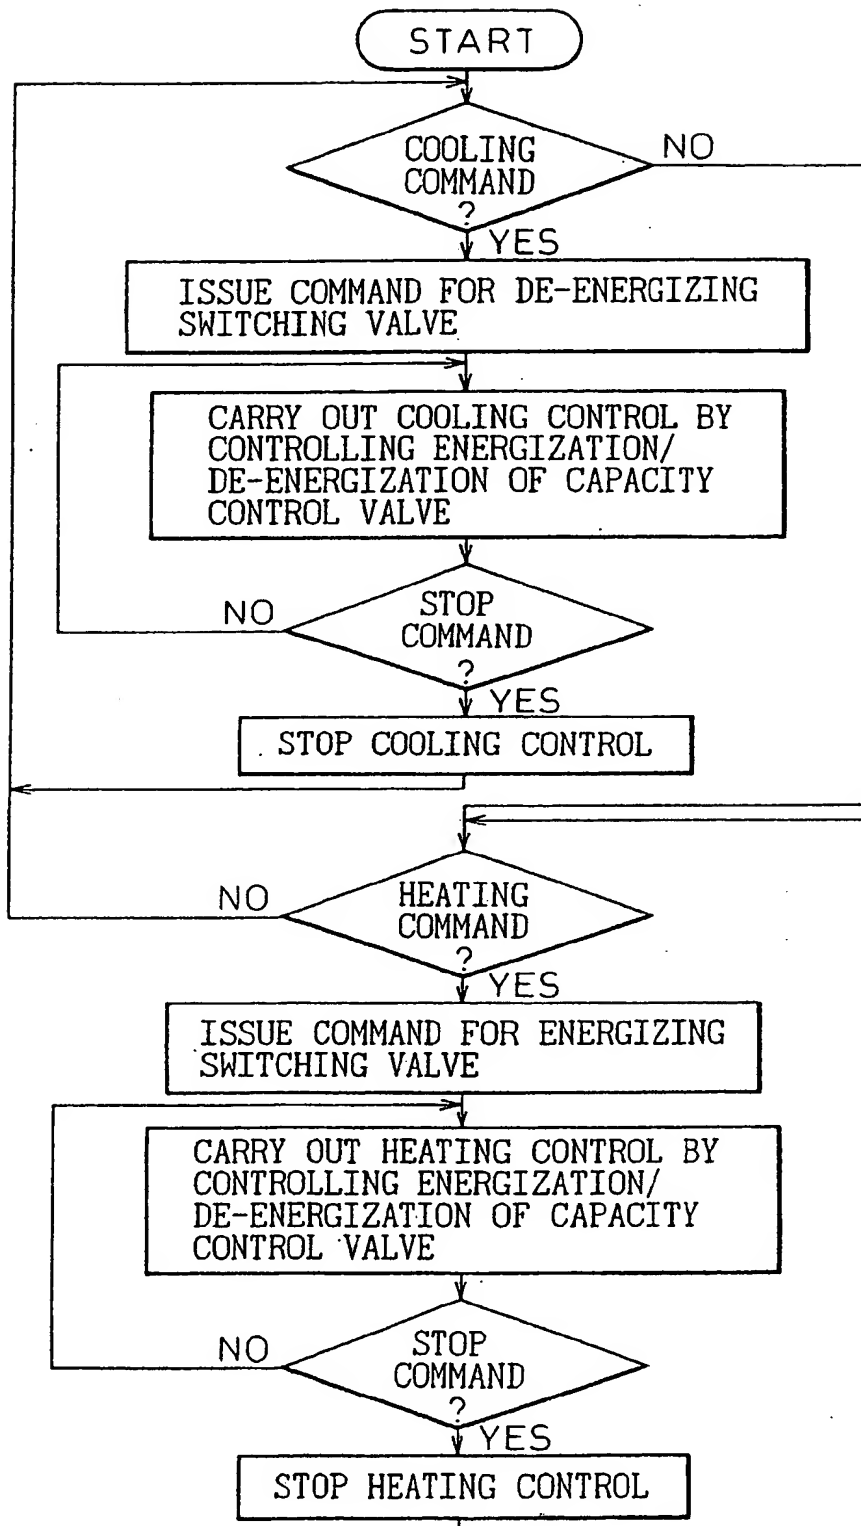 START
COOLING
COMMAND
?
NO
YES
ISSUE COMMAND FOR DE-ENERGIZING
SWITCHING VALVE
CARRY OUT COOLING CONTROL BY
CONTROLLING ENERGIZATION/
DE-ENERGIZATION OF CAPACITY
CONTROL VALVE
NO
STOP
COMMAND
?
YES
STOP COOLING CONTROL
NO
HEATING
COMMAND
?
YES
ISSUE COMMAND FOR ENERGIZING
SWITCHING VALVE
CARRY OUT HEATING CONTROL BY
CONTROLLING ENERGIZATION/
DE-ENERGIZATION OF CAPACITY
CONTROL VALVE
NO
STOP
COMMAND
?
YES
STOP HEATING CONTROL